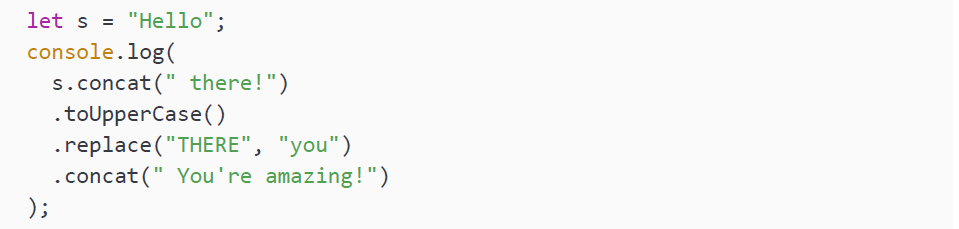 let s = "Hello";
console.log(
  s.concat(" there!")
  .toUpperCase()
  .replace("THERE", "you")
  .concat(" You're amazing!")
);